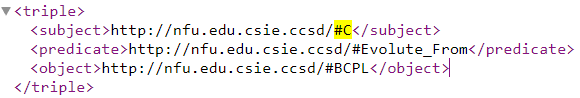 <triple>
<subject>http://nfu.edu.csie.ccsd/#C</subject>
<predicate>http://nfu.edu.csie.ccsd/#Evolute_From</predicate>
<object>http://nfu.edu.csie.ccsd/#BCPL</object>
</triple>